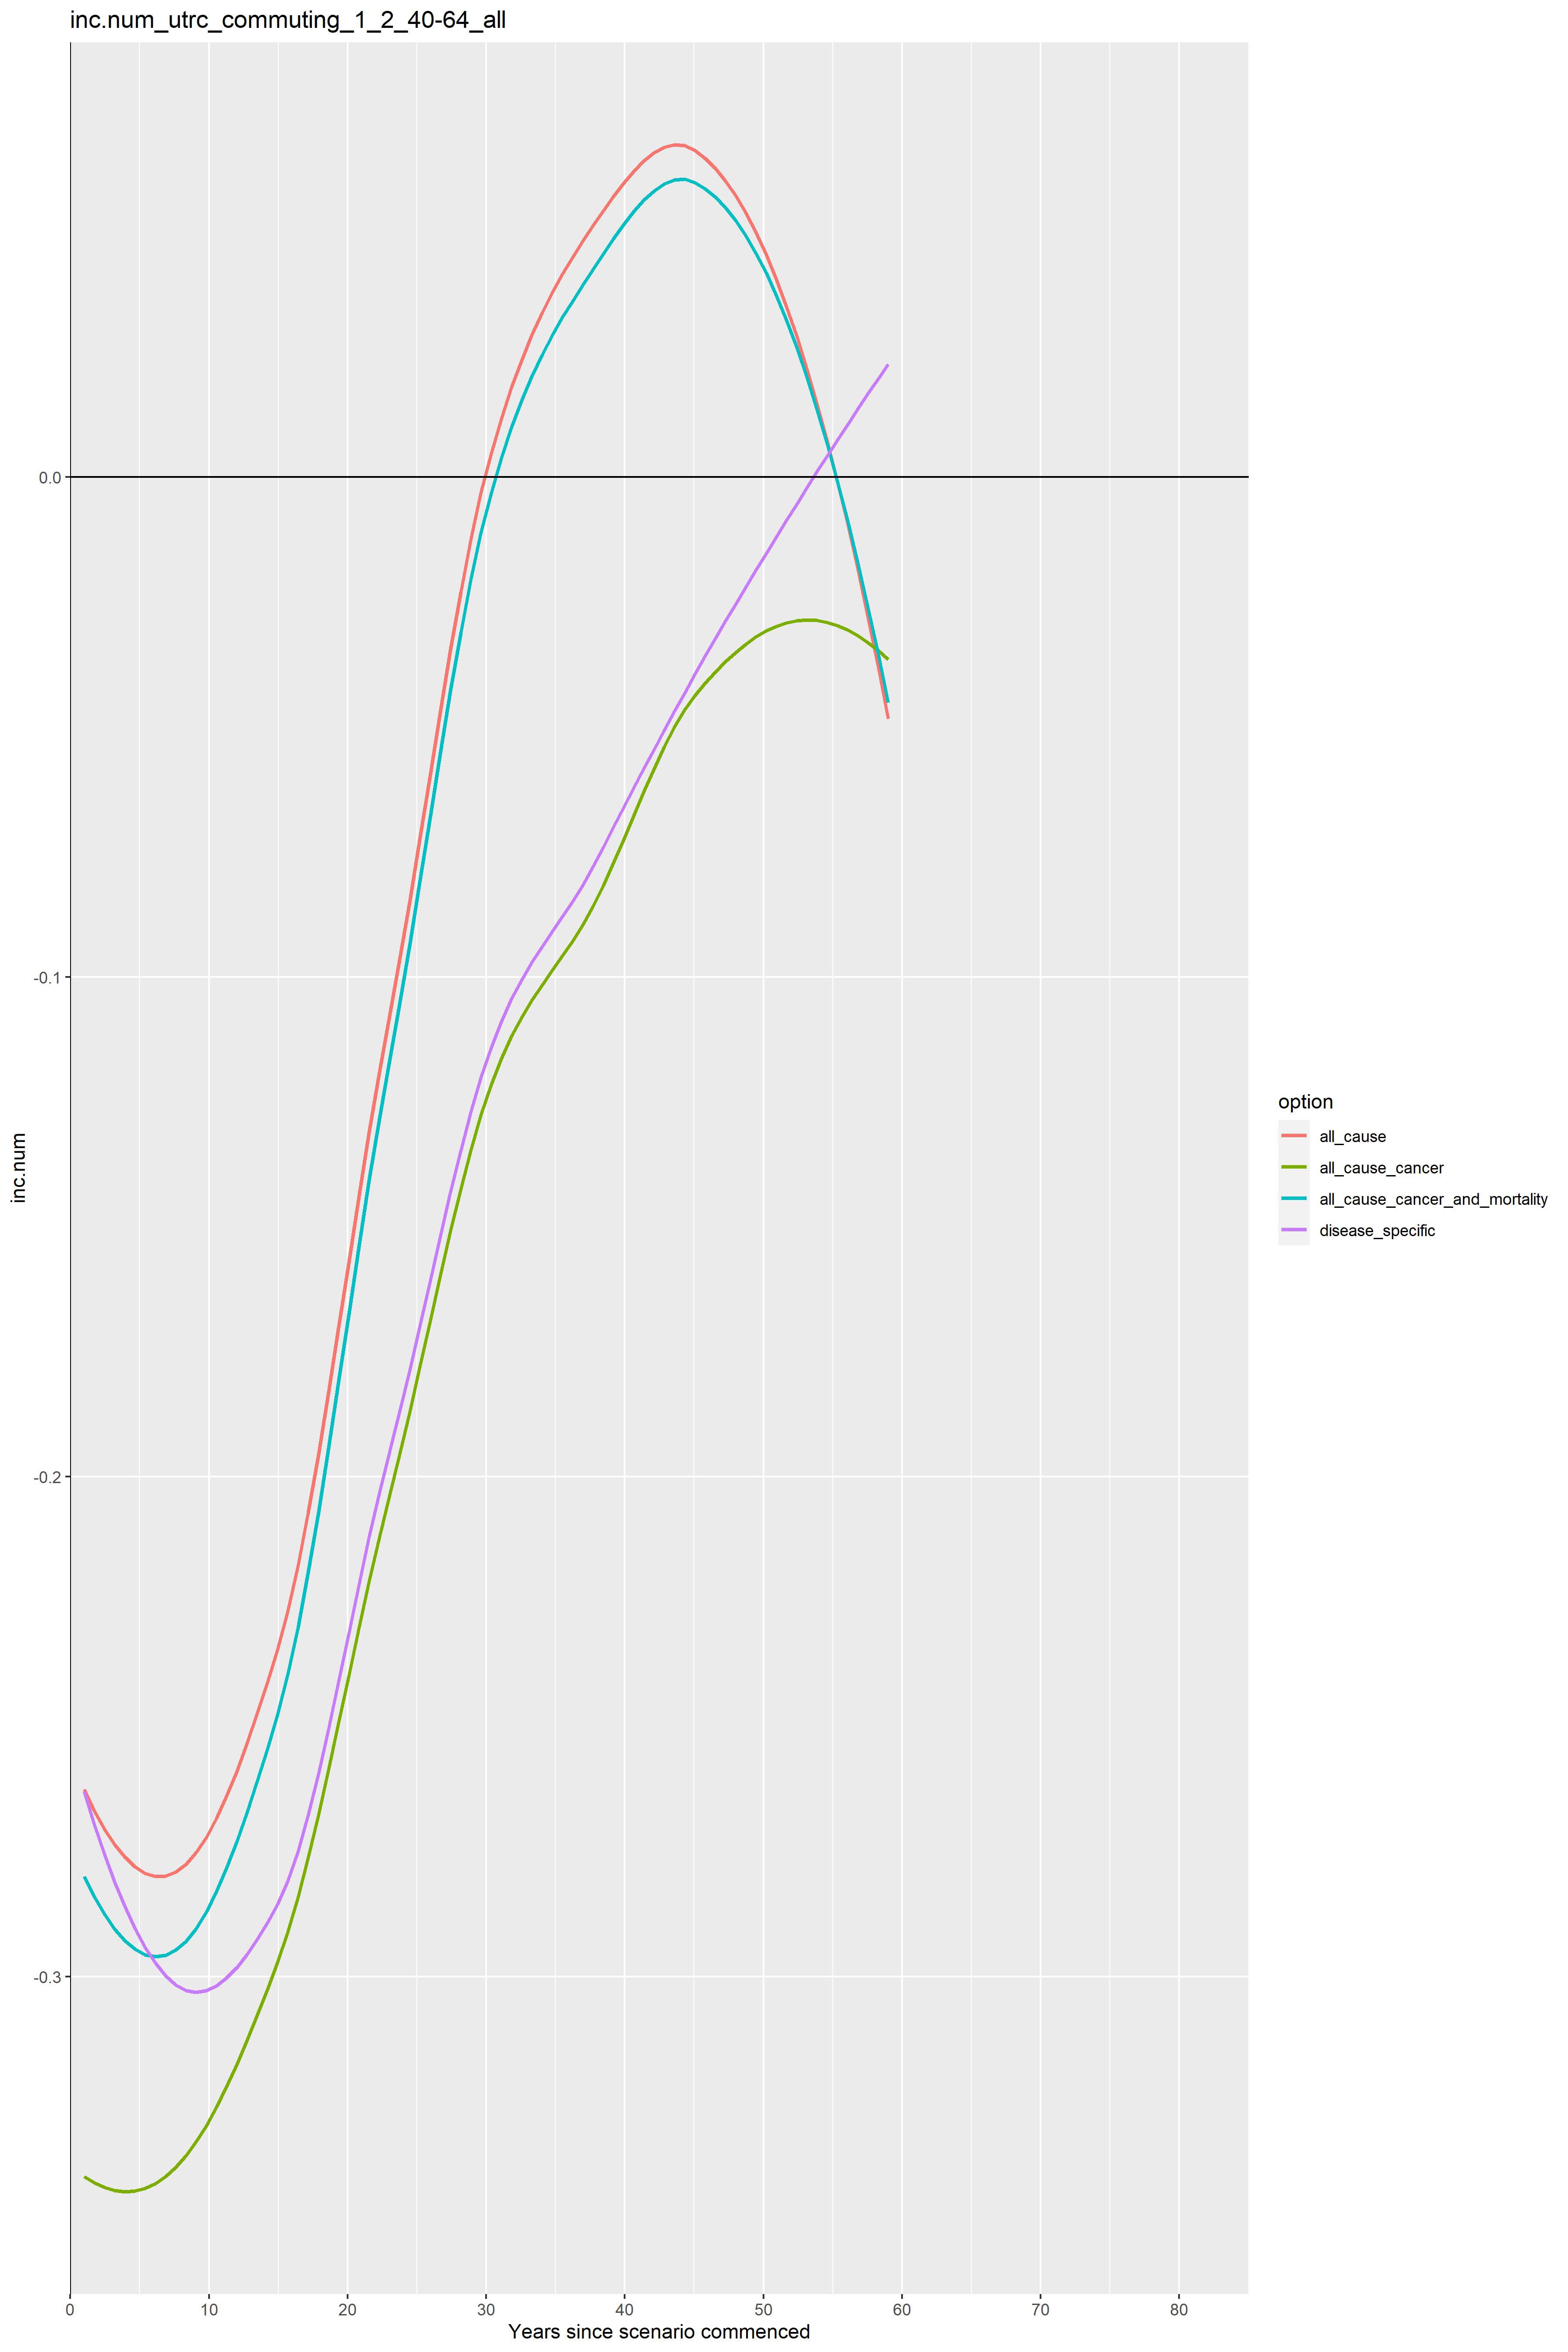 inc.num_utrc_commuting_1_2_40-64_all
0.0
-0.1
-0.2
-0.3
inc.num
0 10 20 30 40 50 60 70 80
Years since scenario commenced
option
all_cause
all_cause_cancer
all_cause_cancer_and_mortality
disease_specific